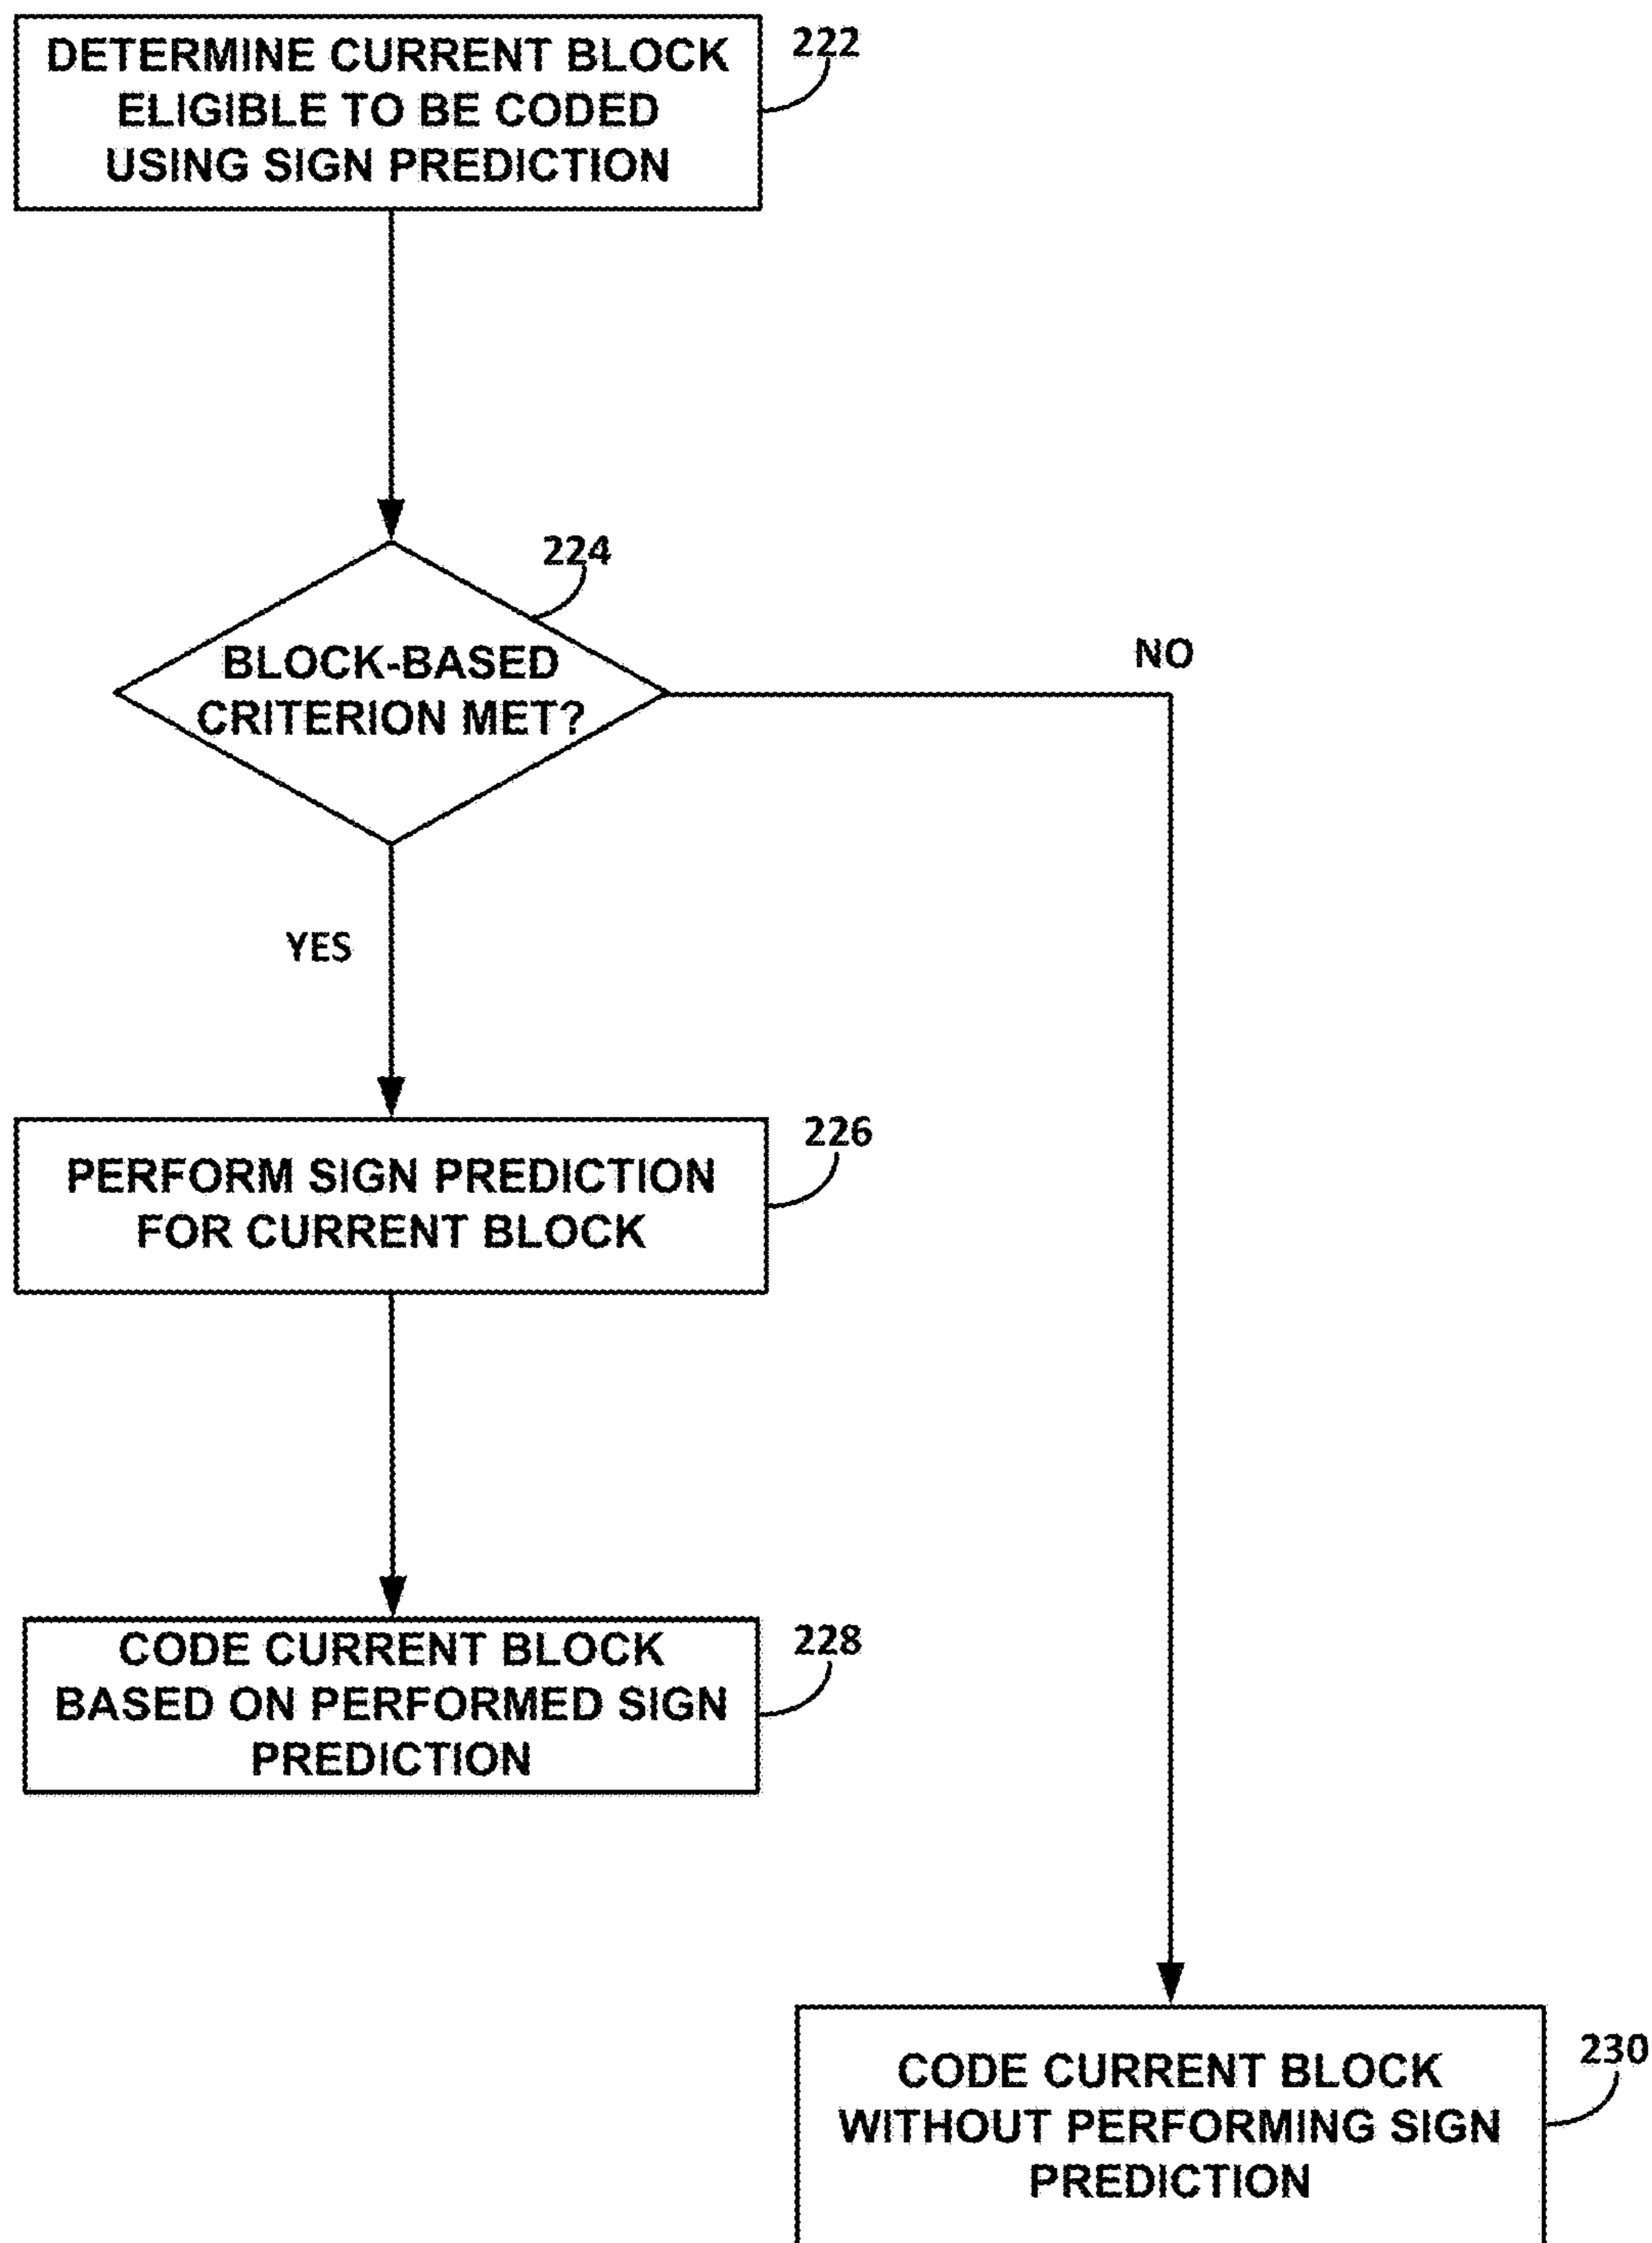 DETERMINE CURRENT BLOCK
ELIGIBLE TO BE CODED
USING SIGN PREDICTION
222
224
BLOCK-BASED
CRITERION MET?
NO
YES
226
PERFORM SIGN PREDICTION
FOR CURRENT BLOCK
228
CODE CURRENT BLOCK
BASED ON PERFORMED SIGN
PREDICTION
230
CODE CURRENT BLOCK
WITHOUT PERFORMING SIGN
PREDICTION